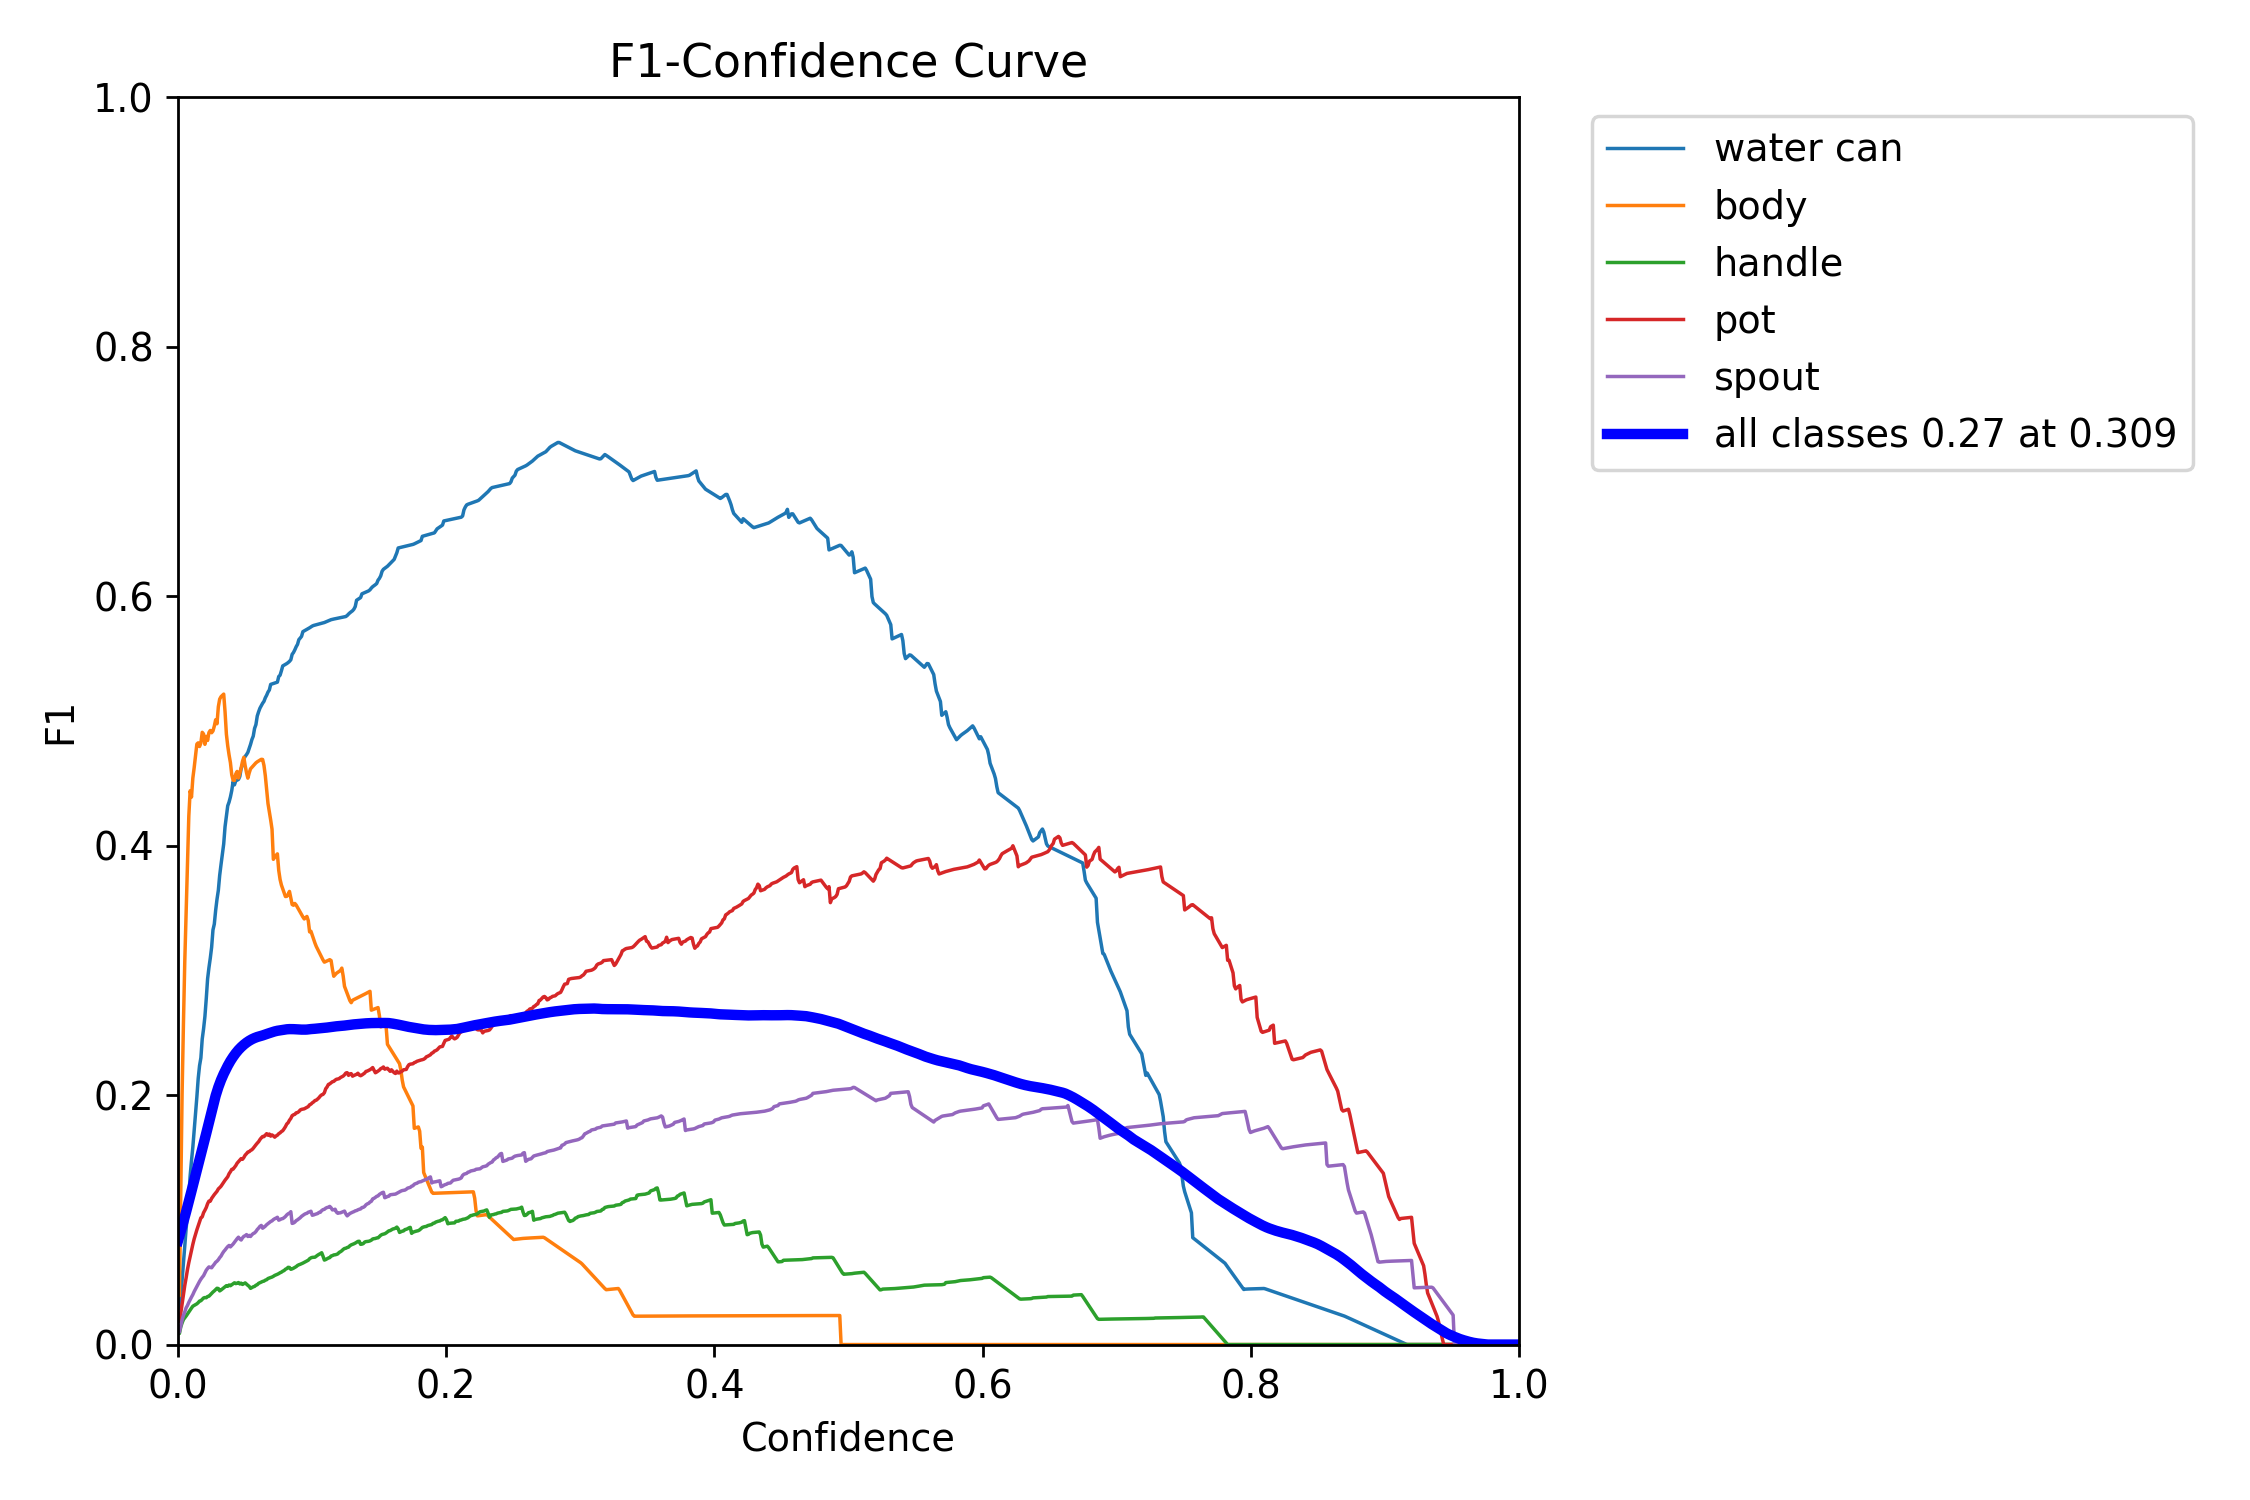 F1-Confidence Curve
1.0
0.8
0.6
0.4
0.2
0.0
F1
0.0 0.2 0.4 0.6 0.8 1.0
Confidence
water can
body
handle
pot
spout
all classes 0.27 at 0.309